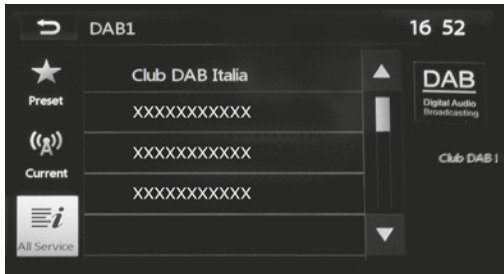 DAB1
16 52
Preset
Current
All Service
Club DAB Italia
XXXXXXXXXXX
XXXXXXXXXXX
XXXXXXXXXXX
DAB
Digital Audio
Broadcasting
Club DAB I